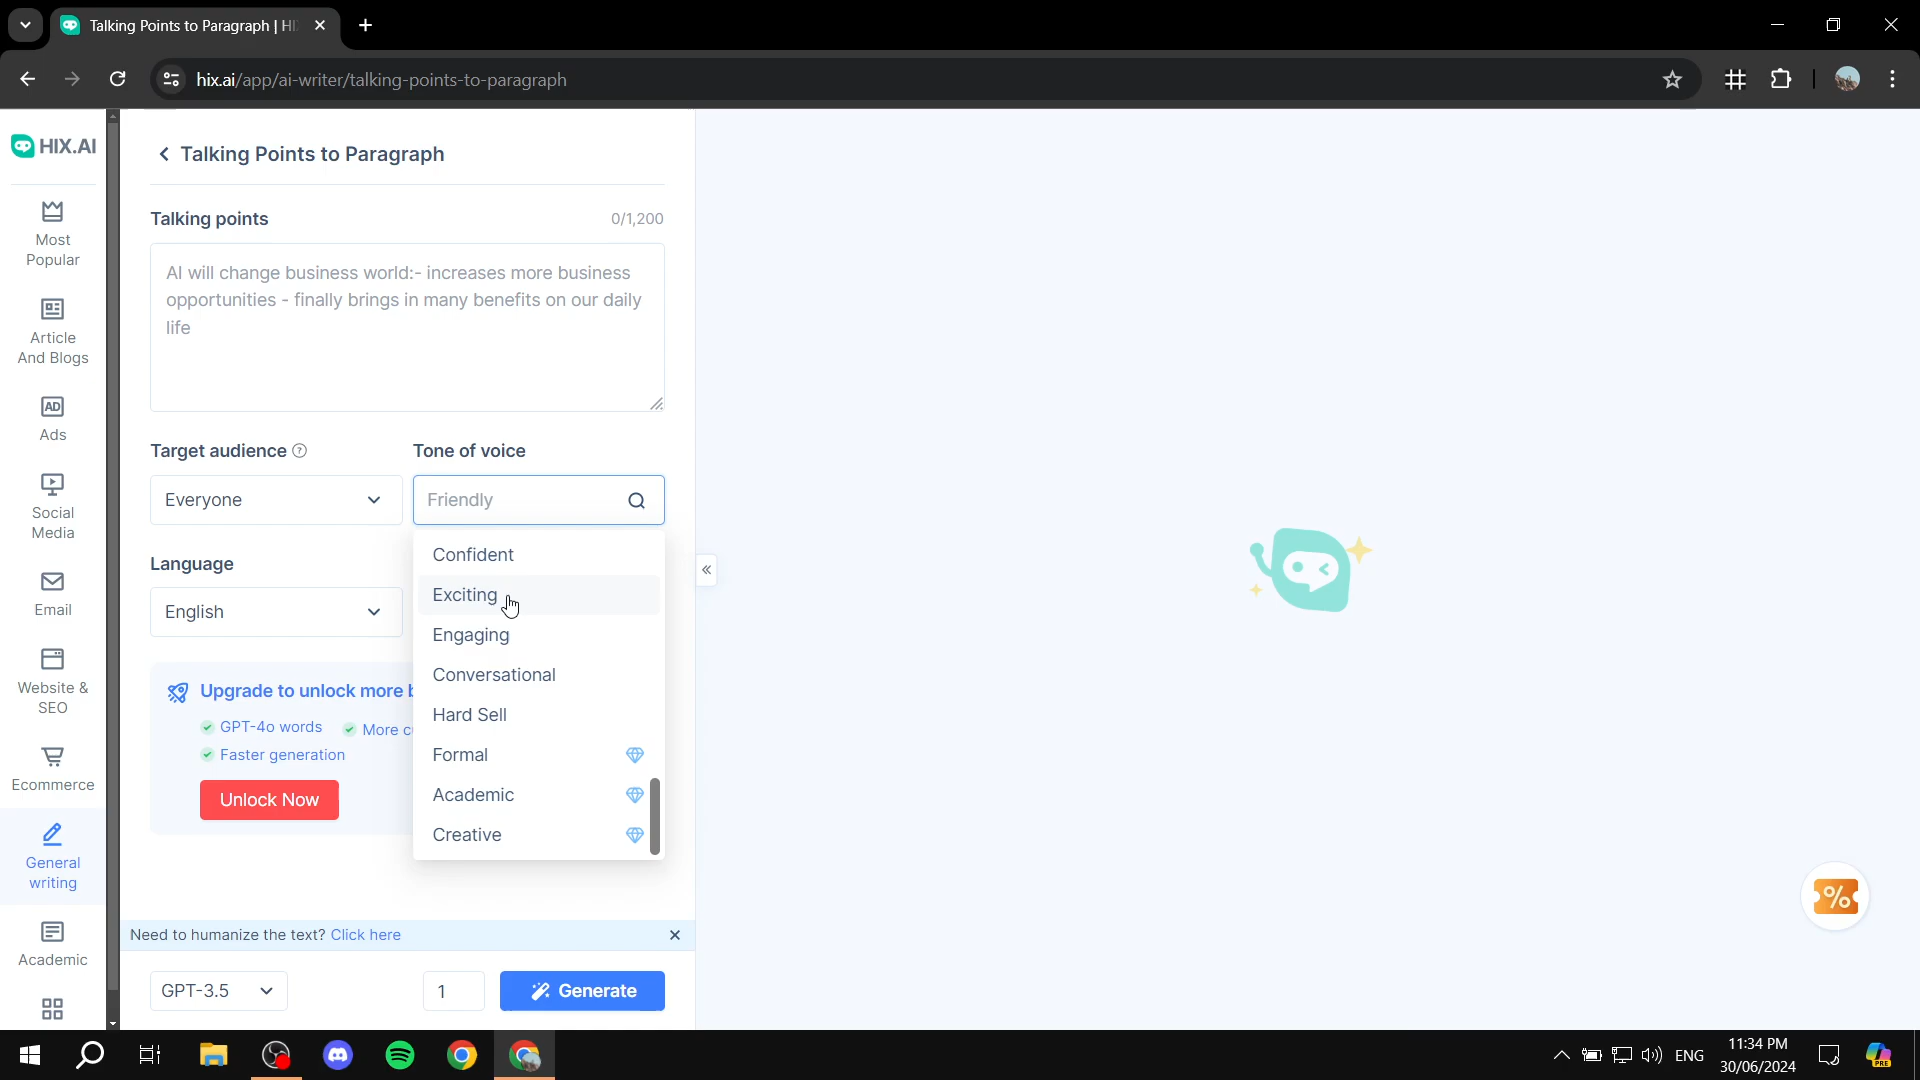 Talking Points to Paragraph | HI
hix.ai/app/ai-writer/talking-points-to-paragraph
HIX.AI
Most
Popular
Article
And Blogs
AD
Ads
Social
Media
Email
Website &
SEO
Ecommerce
General
writing
Academic
Talking Points to Paragraph
Talking points
0/1,200
AI will change business world:- increases more business
opportunities - finally brings in many benefits on our daily
life
Target audience ?
Tone of voice
Everyone
Friendly
Confident
Exciting
Engaging
Conversational
Hard Sell
Formal
Academic
Creative
Language
English
Upgrade to unlock more
GPT-4o words
More
Faster generation
Unlock Now
Need to humanize the text? Click here
GPT-3.5
1
Generate
%
ENG
11:34 PM
30/06/2024
PRE